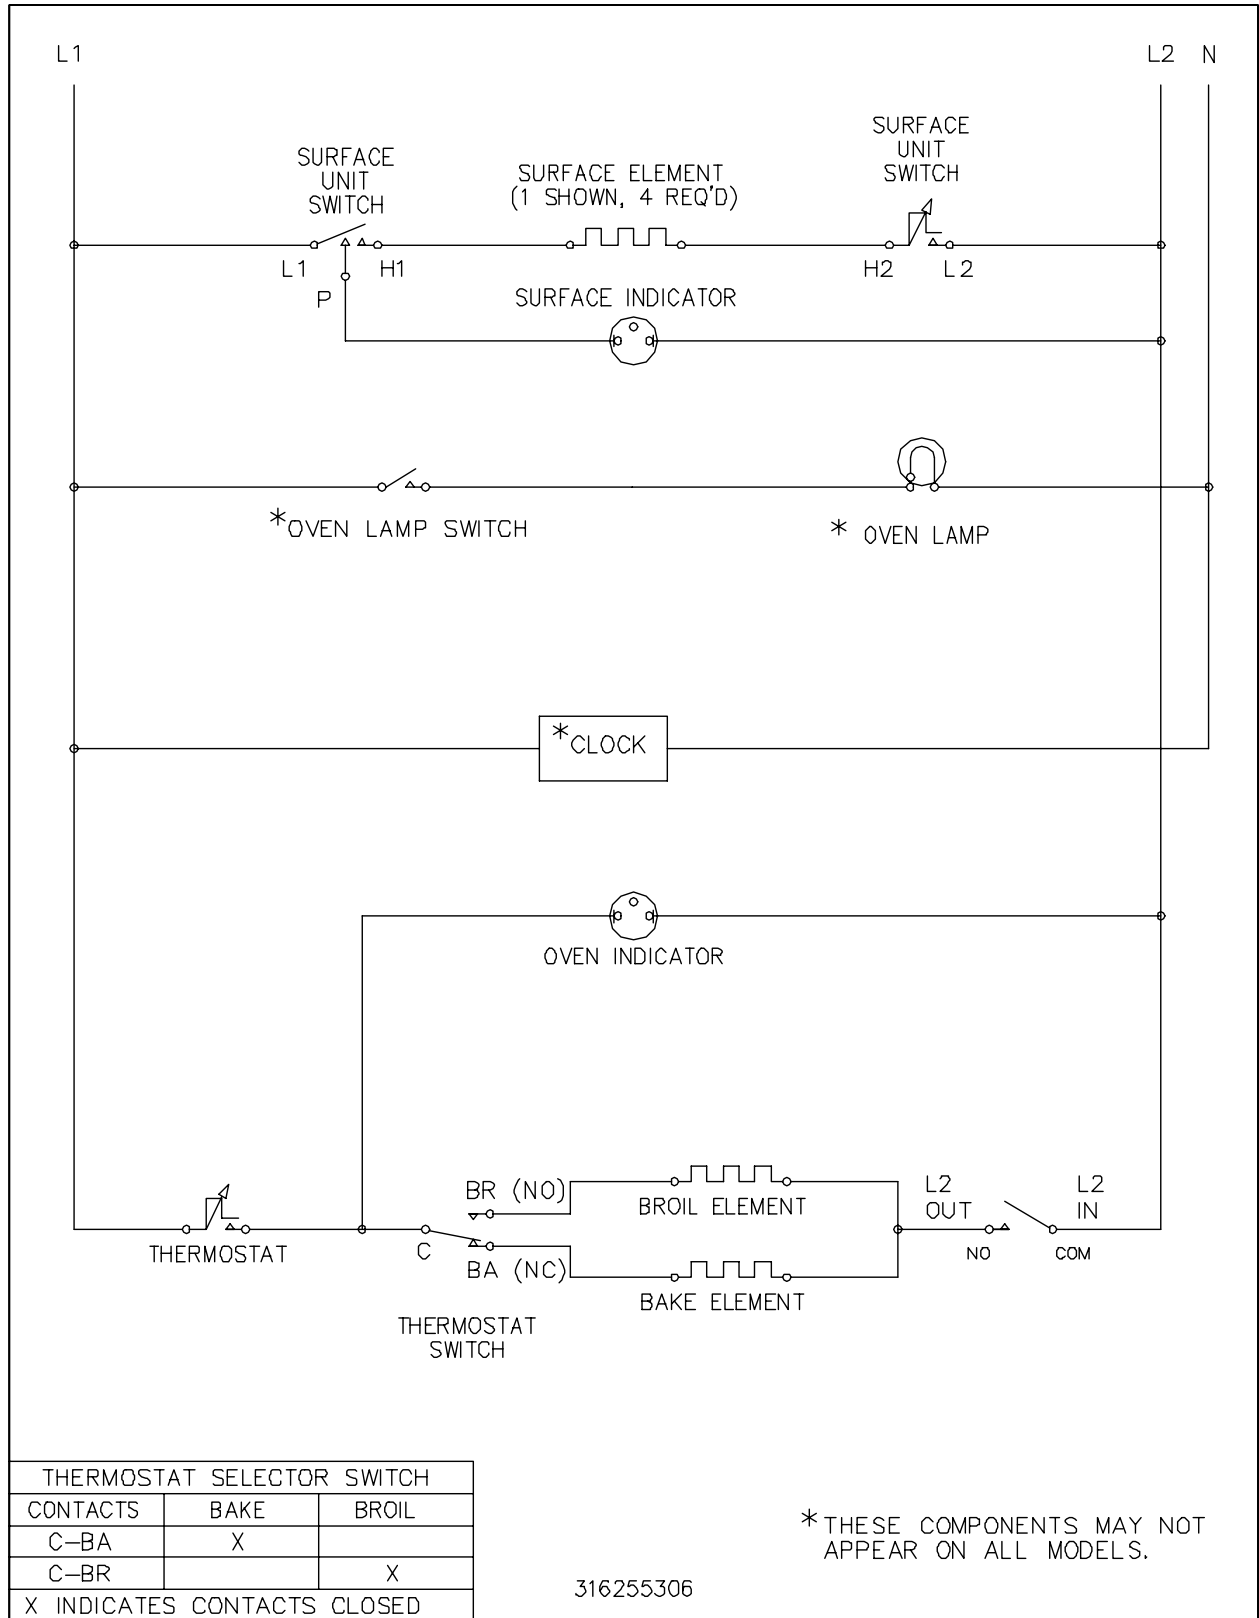 L1
L2 N
SURFACE
UNIT
SWITCH
SURFACE ELEMENT
(1 SHOWN, 4 REQ'D)
SURFACE
UNIT
SWITCH
L1
H1
P
H2
L2
SURFACE INDICATOR
*OVEN LAMP SWITCH
* OVEN LAMP
*CLOCK
OVEN INDICATOR
THERMOSTAT
C
BR (NO)
BA (NC)
THERMOSTAT
SWITCH
BROIL ELEMENT
BAKE ELEMENT
L2
OUT
L2
IN
NO
COM
THERMOSTAT SELECTOR SWITCH
CONTACTS BAKE BROIL
C-BA X
C-BR X
X INDICATES CONTACTS CLOSED
316255306
* THESE COMPONENTS MAY NOT
APPEAR ON ALL MODELS.